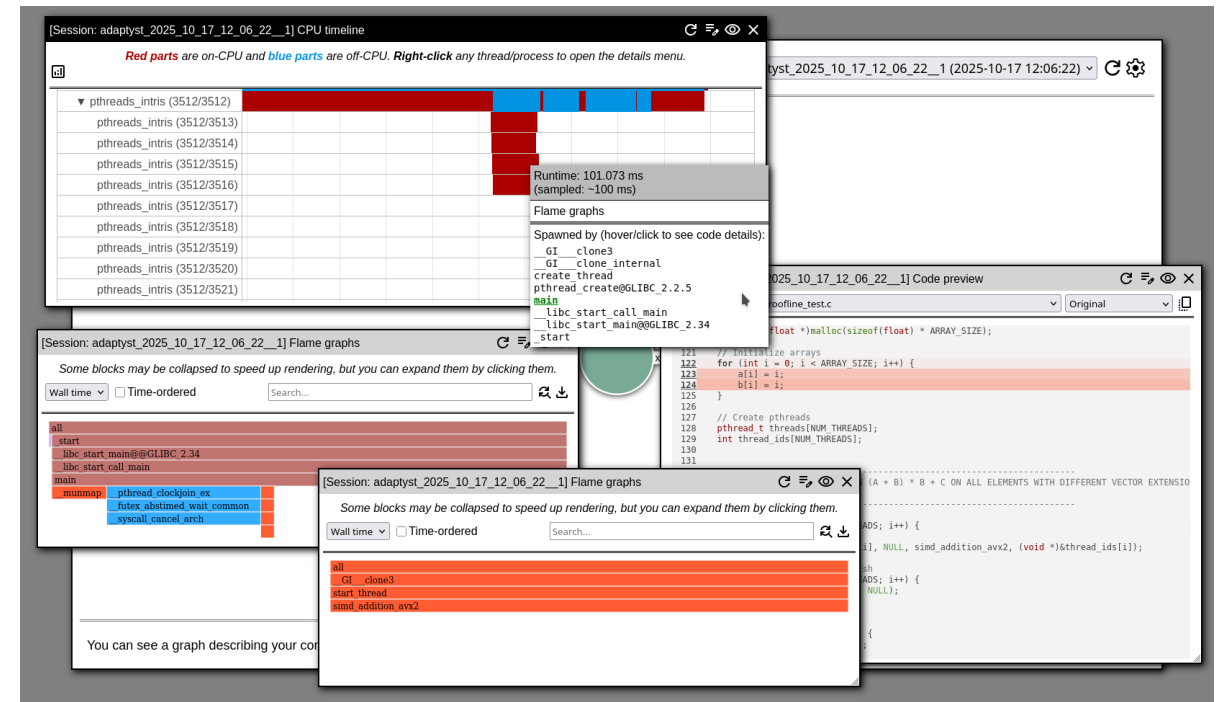 [Session: adaptyst_2025_10_17_12_06_22__1] CPU timeline
Red parts are on-CPU and blue parts are off-CPU. Right-click any thread/process to open the details menu.
tyst_2025_10_17_12_06_22__1 (2025-10-17 12:06:22)
▼ pthreads_intris (3512/3512)
pthreads_intris (3512/3513)
pthreads_intris (3512/3514)
pthreads_intris (3512/3515)
pthreads_intris (3512/3516)
pthreads_intris (3512/3517)
pthreads_intris (3512/3518)
pthreads_intris (3512/3519)
pthreads_intris (3512/3520)
pthreads_intris (3512/3521)
Runtime: 101.073 ms
(sampled: ~100 ms)
Flame graphs
Spawned by (hover/click to see code details):
__GI___clone3
__GI___clone_internal
create_thread
pthread_create@GLIBC_2.2.5
main
__libc_start_call_main
__libc_start_main@@GLIBC_2.34
_start
2025_10_17_12_06_22__1] Code preview
roofline_test.c
Original
float *)malloc(sizeof(float) * ARRAY_SIZE);
121 // Initialize arrays
122 for (int i = 0; i < ARRAY_SIZE; i++) {
123 a[i] = i;
124 b[i] = i;
125 }
126
127 // Create pthreads
128 pthread_t threads[NUM_THREADS];
129 int thread_ids[NUM_THREADS];
130
131
(A + B) * B + C ON ALL ELEMENTS WITH DIFFERENT VECTOR EXTENSIO
ADS; i++) {
i], NULL, simd_addition_avx2, (void *)&thread_ids[i]);
sh
ADS; i++) {
NULL);
{
;
[Session: adaptyst_2025_10_17_12_06_22__1] Flame graphs
Some blocks may be collapsed to speed up rendering, but you can expand them by clicking them.
Wall time
Time-ordered
Search...
all
_start
__libc_start_main@@GLIBC_2.34
__libc_start_call_main
main
__munmap
__pthread_clockjoin_ex
__futex_abstimed_wait_common
__syscall_cancel_arch
[Session: adaptyst_2025_10_17_12_06_22__1] Flame graphs
Some blocks may be collapsed to speed up rendering, but you can expand them by clicking them.
Wall time
Time-ordered
Search...
all
__GI___clone3
start_thread
simd_addition_avx2
You can see a graph describing your cor